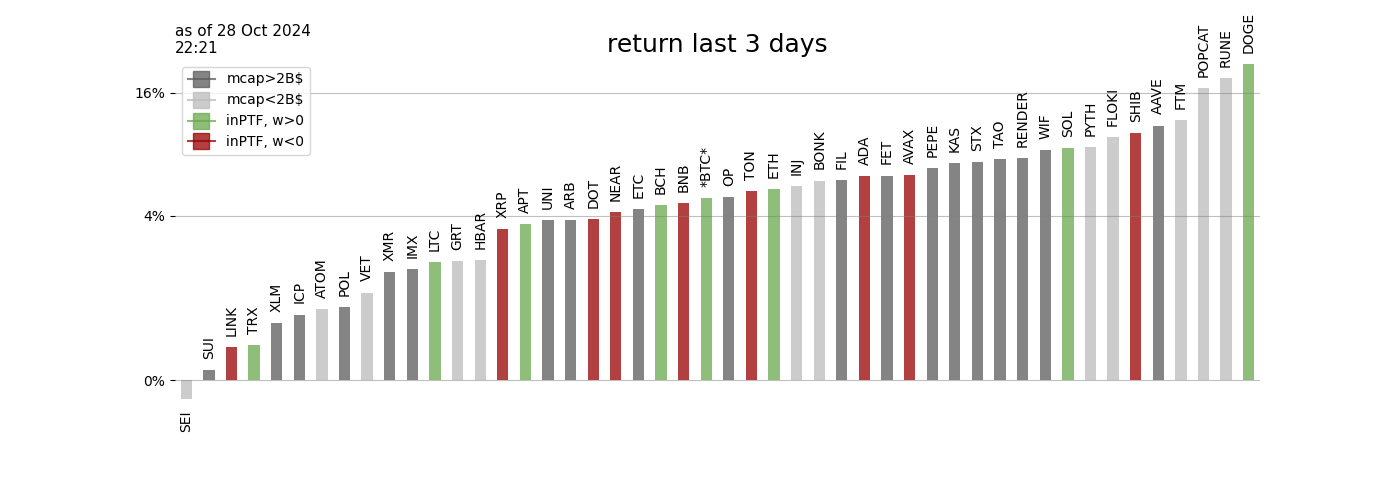 as of 28 Oct 2024
22:21
return last 3 days
mcap>2B$
mcap<2B$
inPTF, w>0
inPTF, w<0
16%
4%
0%
SEI
SUI
LINK
TRX
XLM
ICP
ATOM
POL
VET
XMR
IMX
LTC
GRT
HBAR
XRP
APT
UNI
ARB
DOT
NEAR
ETC
BCH
BNB
*BTC*
OP
TON
ETH
INJ
BONK
FIL
ADA
FET
AVAX
PEPE
KAS
STX
TAO
RENDER
WIF
SOL
PYTH
FLOKI
SHIB
AAVE
FTM
POPCAT
RUNE
DOGE